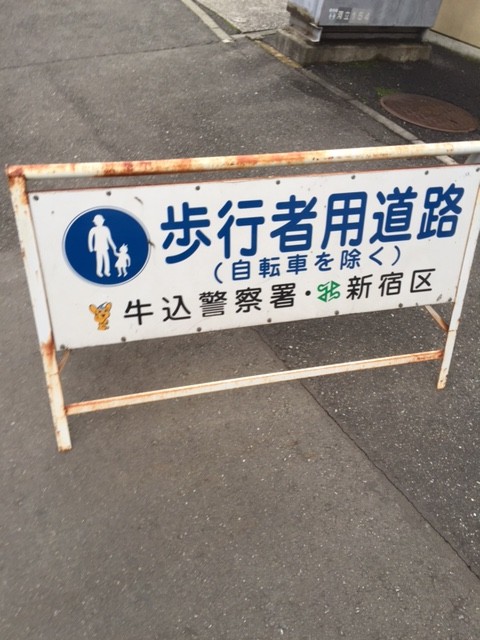 歩行者用道路
(自転車を除く)
牛込警察署・新宿区